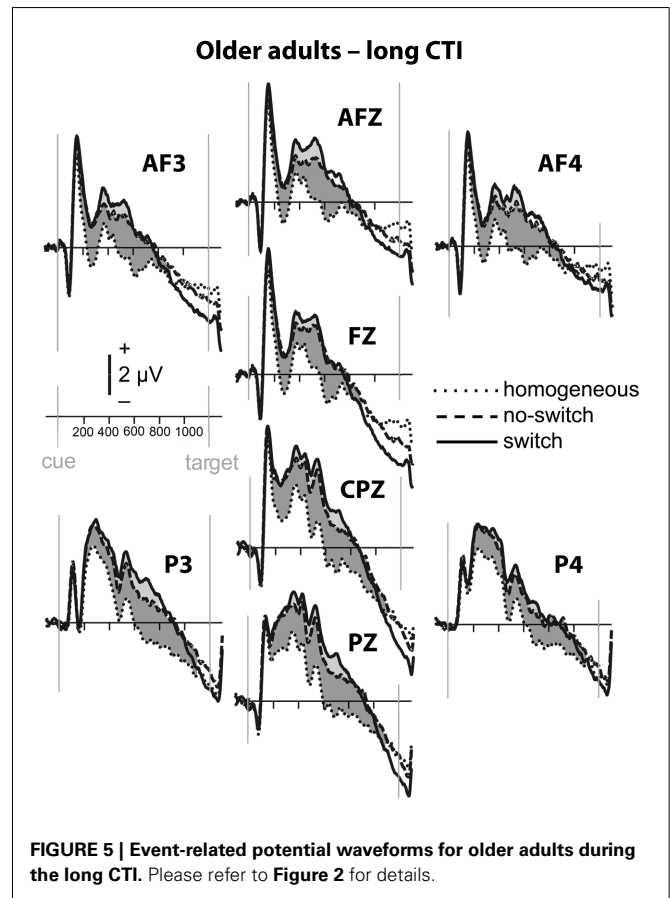 Older adults – long CTI
AFZ
AF3
AF4
FZ
+
2 µV
–
homogeneous
no-switch
switch
200 400 600 800 1000
cue
target
CPZ
P3
P4
PZ
FIGURE 5 | Event-related potential waveforms for older adults during
the long CTI. Please refer to Figure 2 for details.